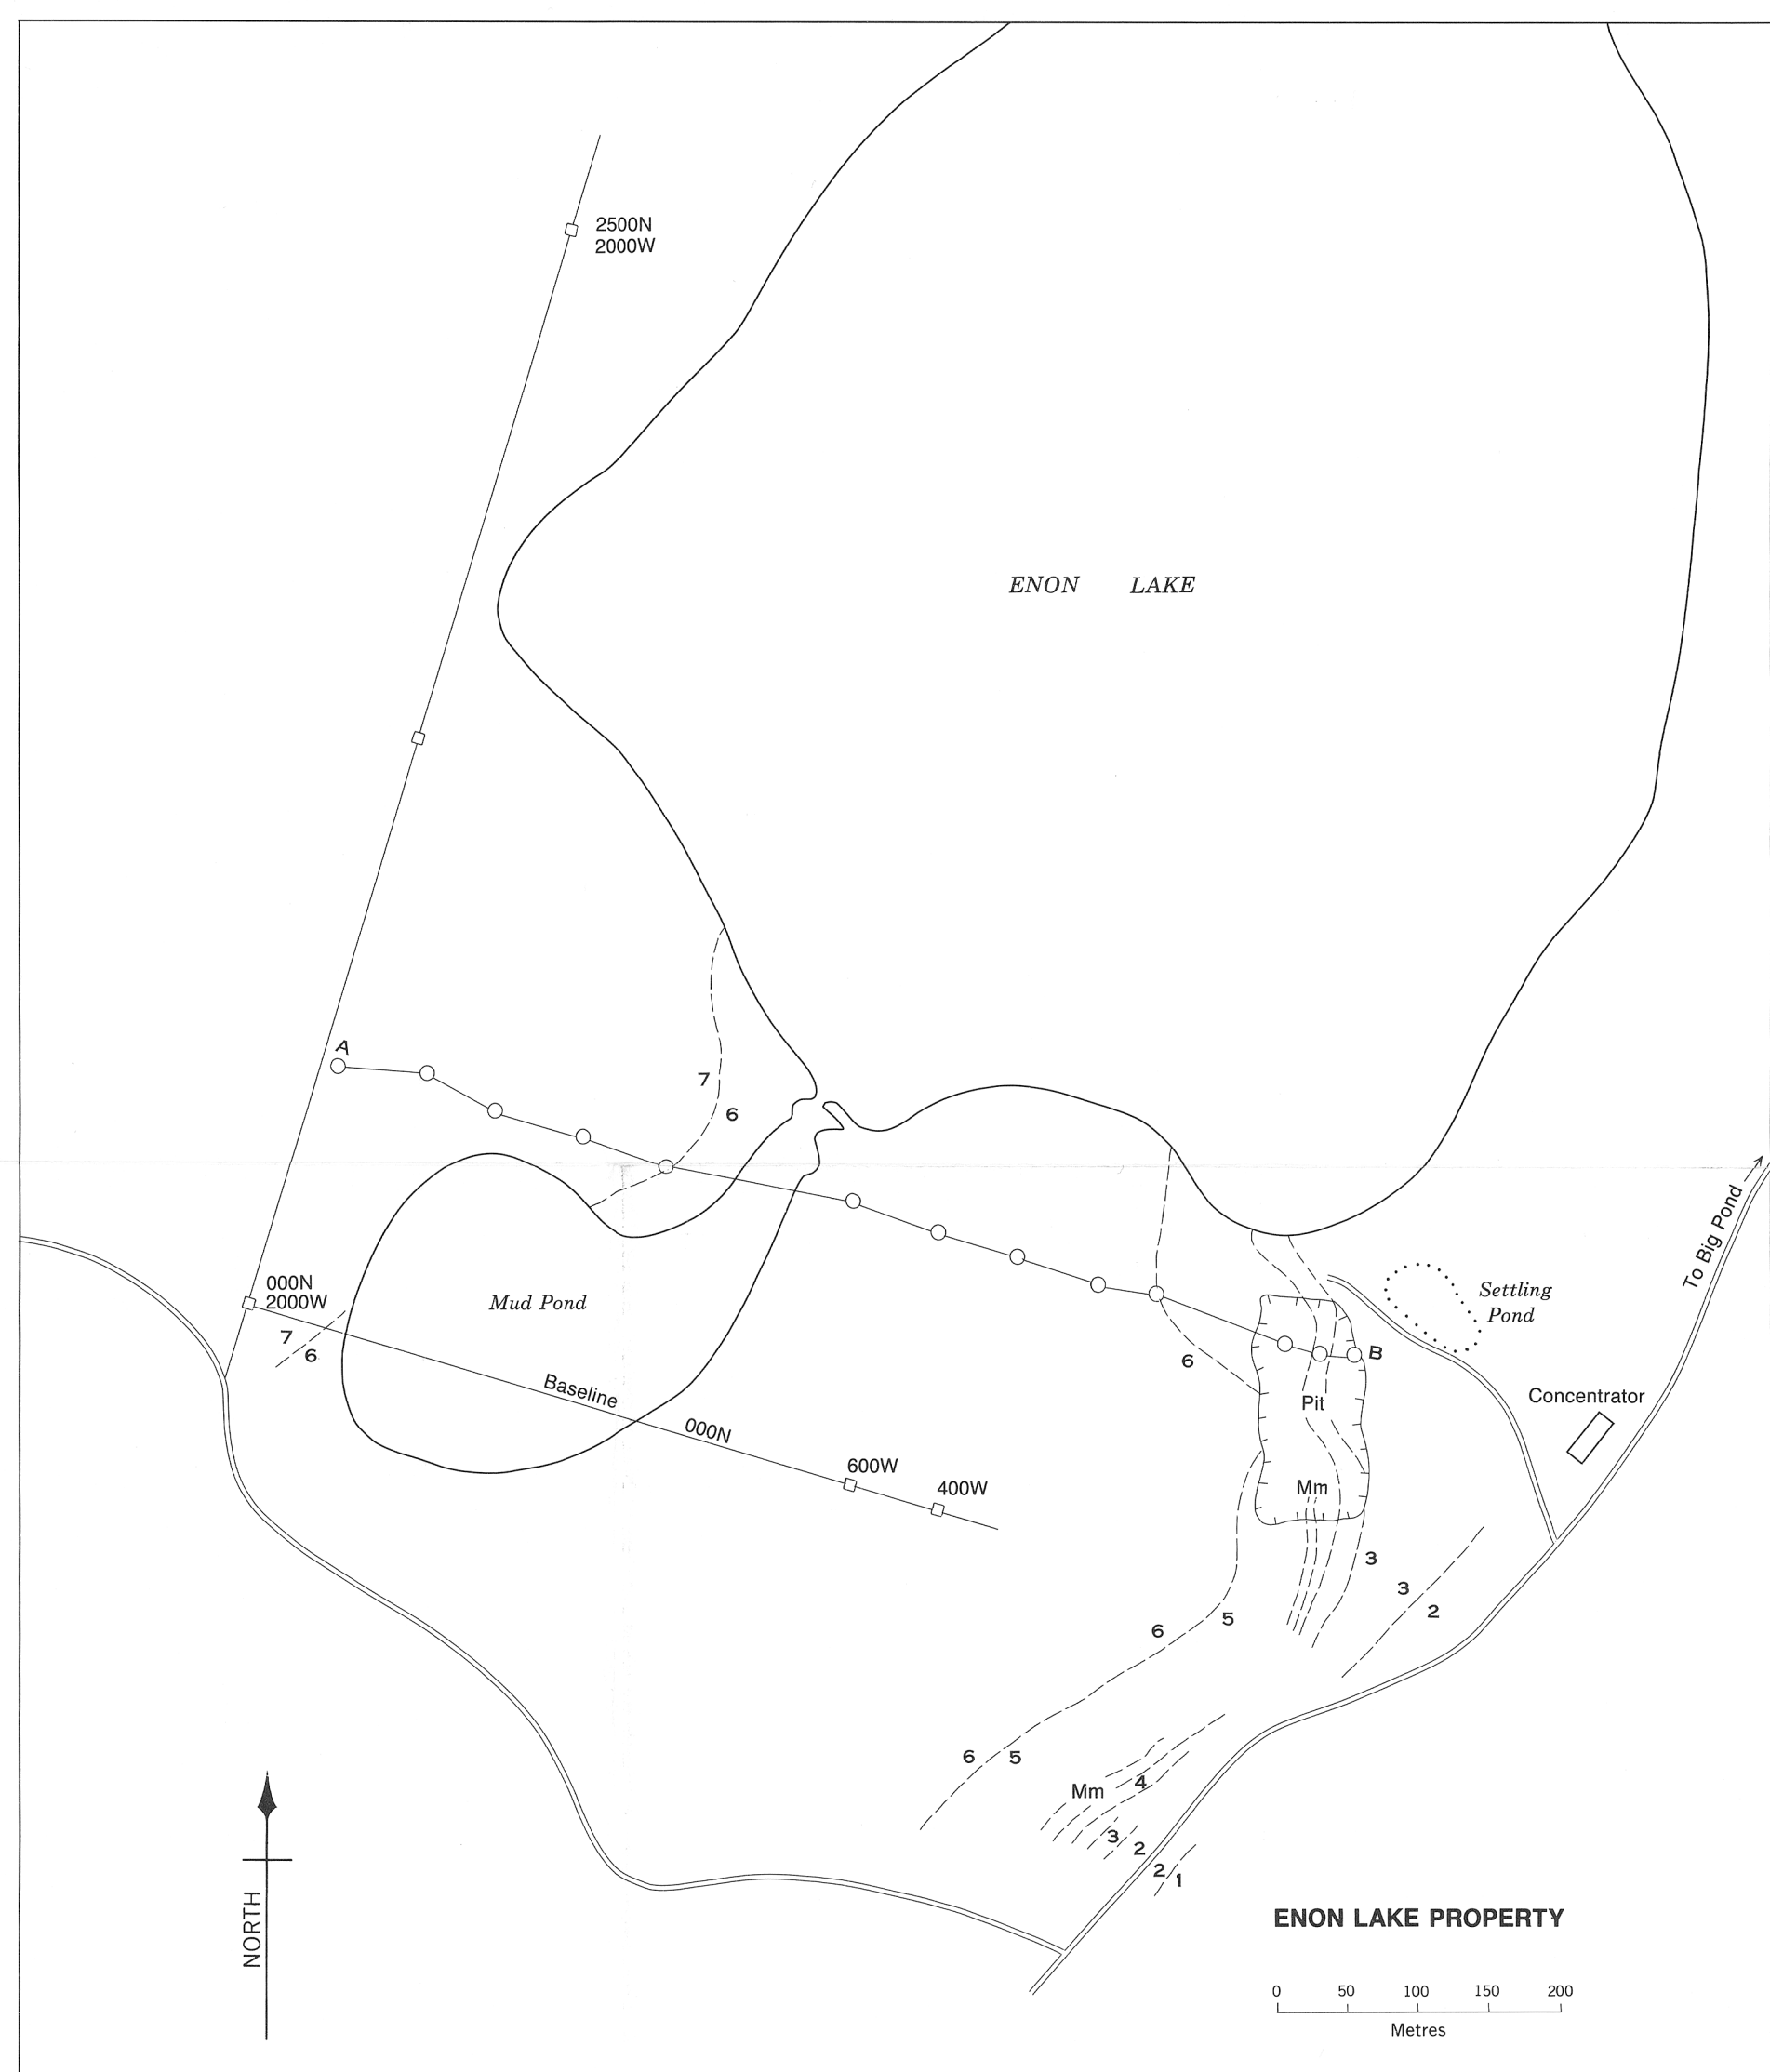 2500N
2000W
ENON LAKE
A
7
6
To Big Pond
000N
2000W
Mud Pond
Settling
Pond
7
6
6
B
Baseline
Pit
Concentrator
000N
600W
400W
Mm
3
3
2
5
6
6
5
Mm
4
3
2
2
1
NORTH
ENON LAKE PROPERTY
0 50 100 150 200
Metres